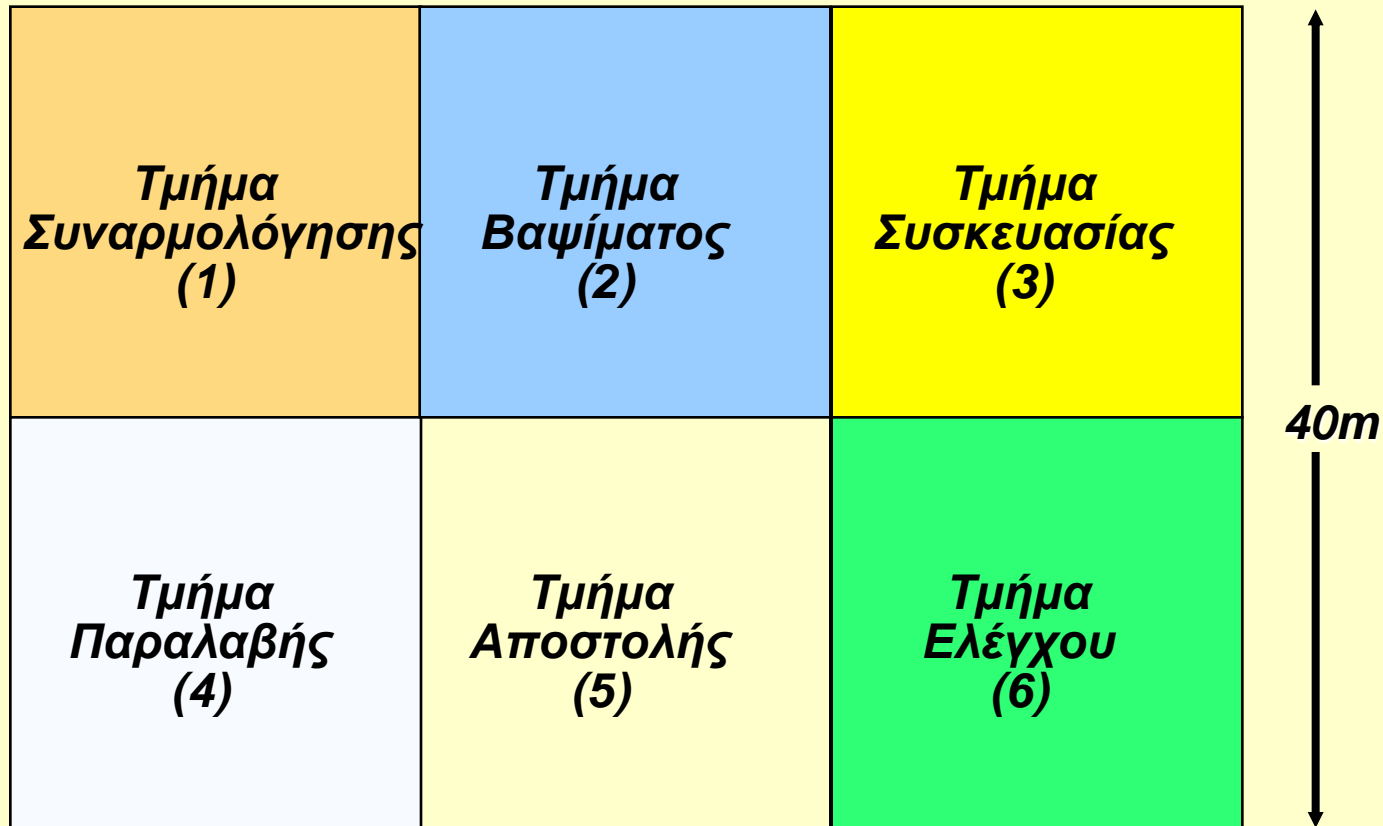 Τμήμα
Συναρμολόγησης
(1)
Τμήμα
Βαψίματος
(2)
Τμήμα
Συσκευασίας
(3)
40m
Τμήμα
Παραλαβής
(4)
Τμήμα
Αποστολής
(5)
Τμήμα
Ελέγχου
(6)